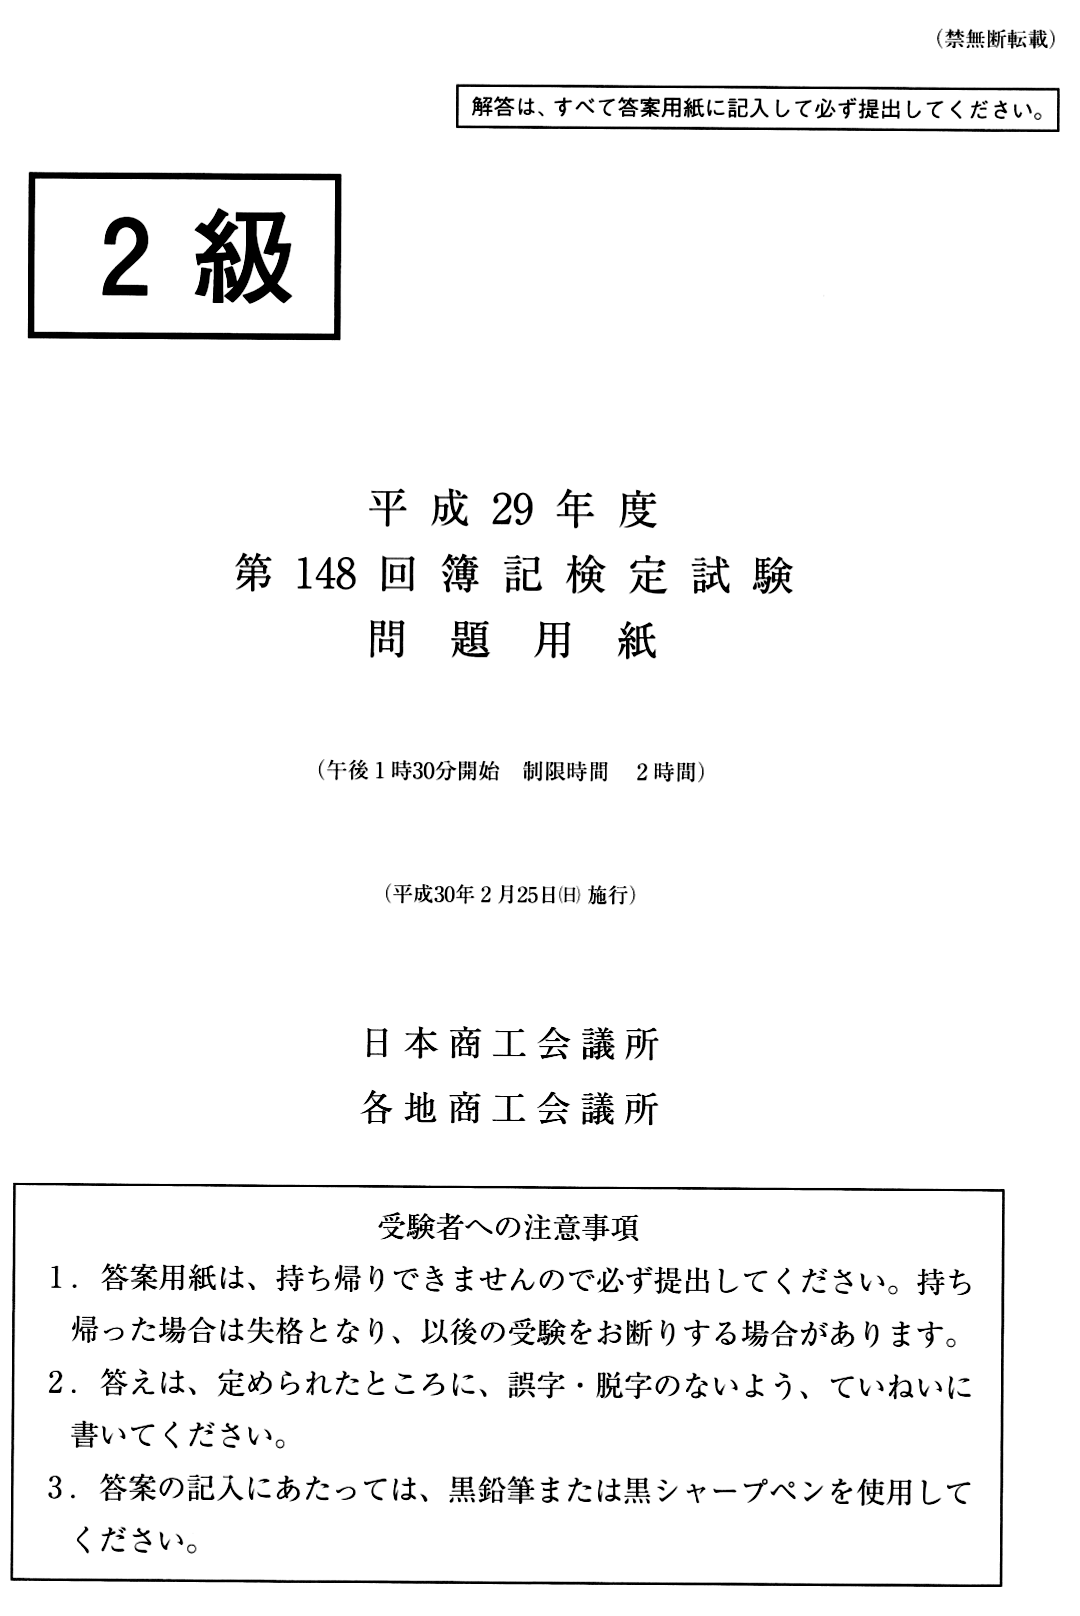 （禁無断転載）
解答は、すべて答案用紙に記入して必ず提出してください。
2 級
平成 29 年度
第 148 回簿記検定試験
問題用紙
（午後１時30分開始　制限時間　２時間）
（平成30年２月25日㈰ 施行）
日本商工会議所
各地商工会議所
受験者への注意事項
１．答案用紙は、持ち帰りできませんので必ず提出してください。持ち
帰った場合は失格となり、以後の受験をお断りする場合があります。
２．答えは、定められたところに、誤字・脱字のないよう、ていねいに
書いてください。
３．答案の記入にあたっては、黒鉛筆または黒シャープペンを使用して
ください。